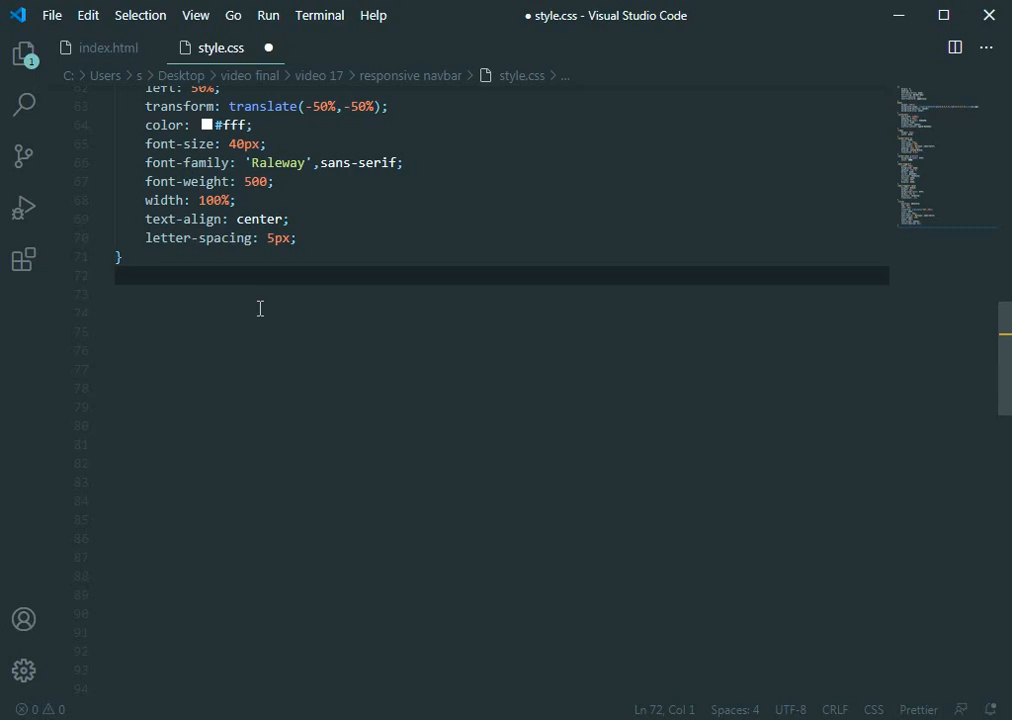 File Edit Selection View Go Run Terminal Help
● style.css - Visual Studio Code
index.html style.css
C: > Users > s > Desktop > video final > video 17 > responsive navbar > style.css > ...
1
62 left: 50%;
63 transform: translate(-50%,-50%);
64 color: #fff;
65 font-size: 40px;
66 font-family: 'Raleway',sans-serif;
67 font-weight: 500;
68 width: 100%;
69 text-align: center;
70 letter-spacing: 5px;
71 }
72
73
74
75
76
77
78
79
80
81
82
83
84
85
86
87
88
89
90
91
92
93
94
0 0 Ln 72, Col 1 Spaces: 4 UTF-8 CRLF CSS Prettier